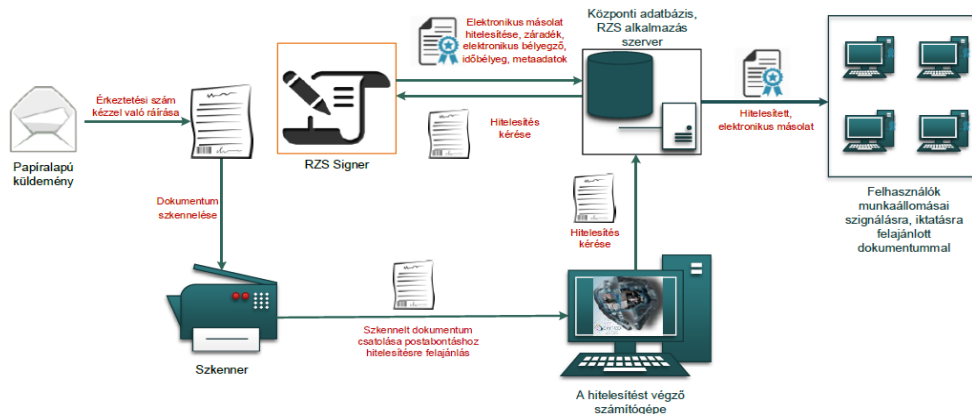 Elektronikus másolat
hitelesítése, záradék,
elektronikus bélyegző,
időbélyeg, metaadatok
Központi adatbázis,
RZS alkalmazás
szerver
Érkeztetési szám
kézzel való ráírása
Hitelesítés
kérése
Hitelesített,
elektronikus másolat
Papíralapú
küldemény
RZS Signer
Dokumentum
szkennelése
Hitelesítés
kérése
Felhasználók
munkaállomásai
szignálásra, iktatásra
felajánlott
dokumentummal
Szkenner
Szkennelt dokumentum
csatolása postabontáshoz
hitelesítésre felajánlás
A hitelesítést végző
számítógépe